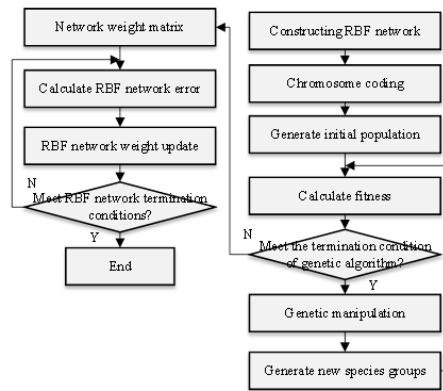 Network weight matrix
Calculate RBF network error
RBF network weight update
N
Meet RBF network termination
conditions?
Y
End
Constructing RBF network
Chromosome coding
Generate initial population
Calculate fitness
N
Meet the termination condition
of genetic algorithm?
Y
Genetic manipulation
Generate new species groups